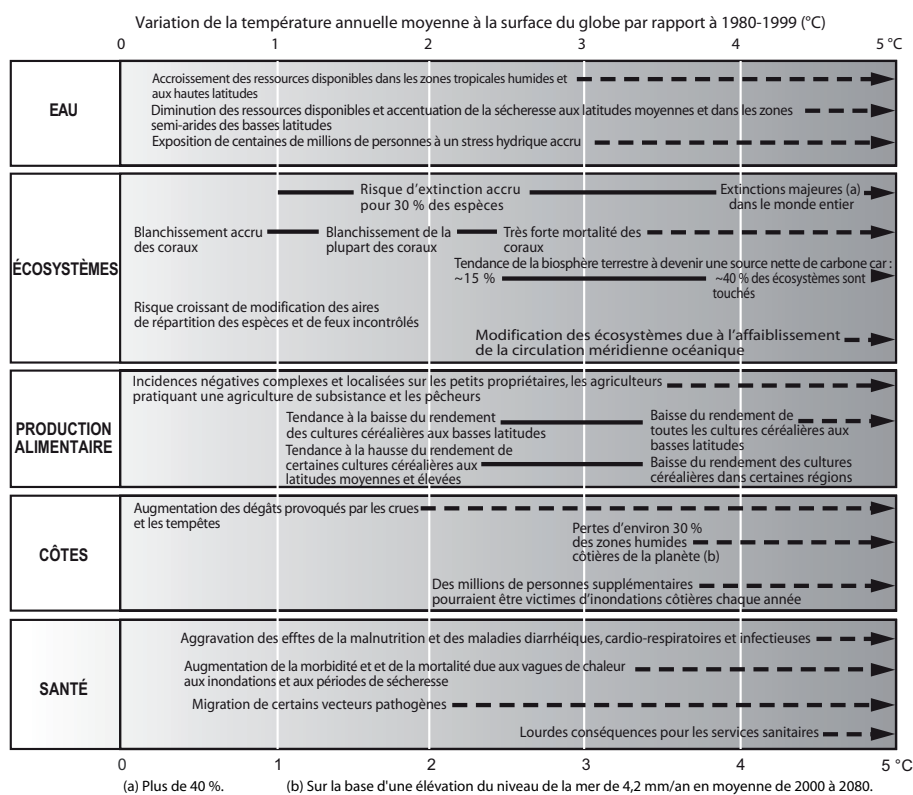 Variation de la température annuelle moyenne à la surface du globe par rapport à 1980-1999 (°C)
0 1 2 3 4 5 °C
EAU
Accroissement des ressources disponibles dans les zones tropicales humides et
aux hautes latitudes
Diminution des ressources disponibles et accentuation de la sécheresse aux latitudes moyennes et dans les zones
semi-arides des basses latitudes
Exposition de centaines de millions de personnes à un stress hydrique accru
ÉCOSYSTÈMES
Risque d'extinction accru
pour 30 % des espèces
Extinctions majeures (a)
dans le monde entier
Blanchissement accru
des coraux
Blanchissement de la
plupart des coraux
Très forte mortalité des
coraux
Tendance de la biosphère terrestre à devenir une source nette de carbone car :
~15 %
~40 % des écosystèmes sont
touchés
Risque croissant de modification des aires
de répartition des espèces et de feux incontrôlés
Modification des écosystèmes due à l'affaiblissement
de la circulation méridienne océanique
PRODUCTION
ALIMENTAIRE
Incidences négatives complexes et localisées sur les petits propriétaires, les agriculteurs
pratiquant une agriculture de subsistance et les pêcheurs
Tendance à la baisse du rendement
des cultures céréalières aux basses latitudes
Baisse du rendement de
toutes les cultures céréalières aux
basses latitudes
Tendance à la hausse du rendement de
certaines cultures céréalières aux
latitudes moyennes et élevées
Baisse du rendement des cultures
céréalières dans certaines régions
CÔTES
Augmentation des dégâts provoqués par les crues
et les tempêtes
Pertes d'environ 30 %
des zones humides
côtières de la planète (b)
Des millions de personnes supplémentaires
pourraient être victimes d'inondations côtières chaque année
SANTÉ
Aggravation des efftes de la malnutrition et des maladies diarrhéiques, cardio-respiratoires et infectieuses
Augmentation de la morbidité et et de la mortalité due aux vagues de chaleur
aux inondations et aux périodes de sécheresse
Migration de certains vecteurs pathogènes
Lourdes conséquences pour les services sanitaires
0 1 2 3 4 5 °C
(a) Plus de 40 %. (b) Sur la base d'une élévation du niveau de la mer de 4,2 mm/an en moyenne de 2000 à 2080.